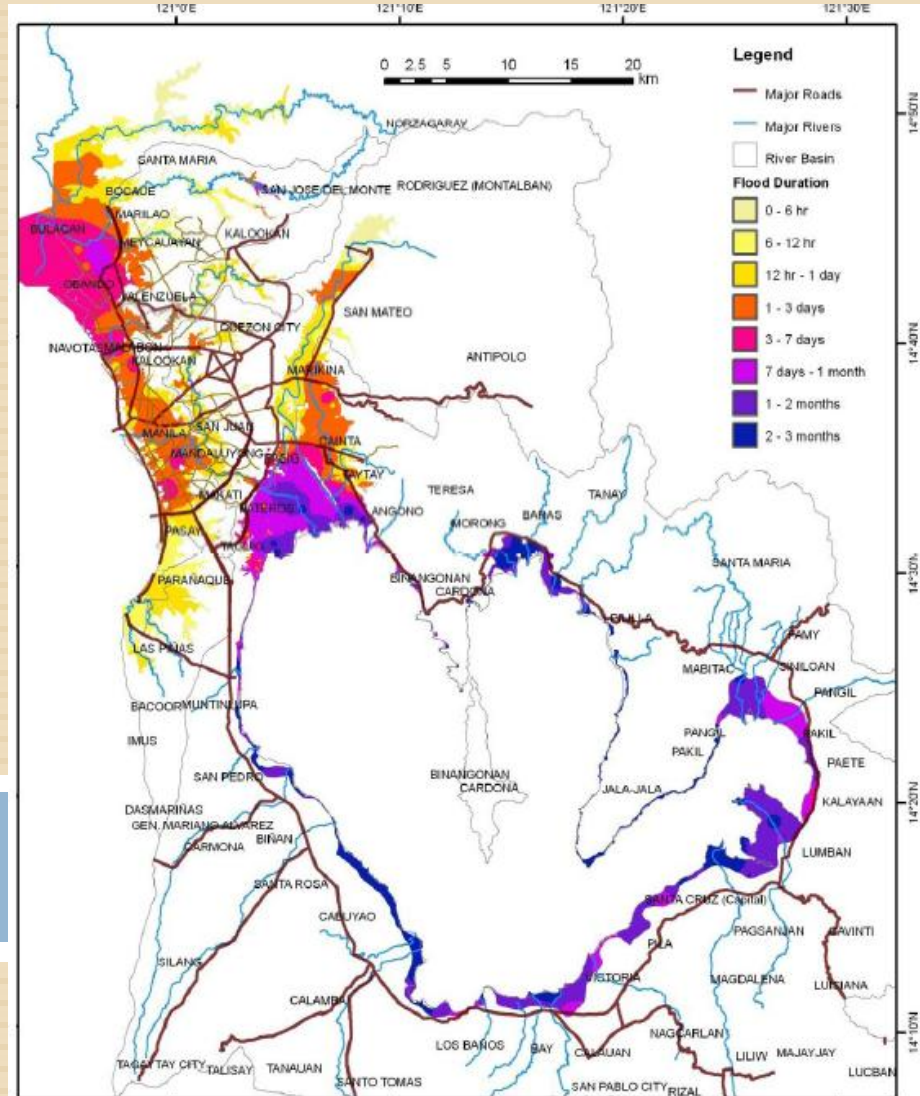 121°0'E 121°10'E 121°20'E 121°30'E
0 2.5 5 10 15 20
km
Legend
Major Roads
Major Rivers
River Basin
Flood Duration
0 - 6 hr
6 - 12 hr
12 hr - 1 day
1 - 3 days
3 - 7 days
7 days - 1 month
1 - 2 months
2 - 3 months
14°50'N
14°40'N
14°30'N
14°20'N
14°10'N
NORZAGARAY
SANTA MARIA
BOCAUE
SAN JOSE DEL MONTE
RODRIGUEZ (MONTALBAN)
MARILAO
BULACAN
MEYCAUAYAN
KALOOKAN
OBANDO
VALENZUELA
QUEZON CITY
SAN MATEO
NAVOTAS
MALABON
KALOOKAN
ANTIPOLO
MARIKINA
MANILA
SAN JUAN
CAINTA
MANDALUYONG
PASIG
TAYTAY
MAKATI
PATEROS
ANGONO
TERESA
MORONG
BARAS
TANAY
PASAY
TAGUIG
PARAÑAQUE
BINANGONAN
CARDONA
SANTA MARIA
PILILLA
FAMY
LAS PIÑAS
MABITAC
SINILOAN
PANGIL
BACOOR
MUNTINLUPA
IMUS
PANGIL
PAKIL
PAKIL
PAETE
SAN PEDRO
BINANGONAN
CARDONA
JALA-JALA
KALAYAAN
DASMARIÑAS
GEN. MARIANO ALVAREZ
CARMONA
BIÑAN
LUMBAN
SANTA ROSA
SANTA CRUZ (Capital)
CABUYAO
PAGSANJAN
CAVINTI
PILA
SILANG
VICTORIA
MAGDALENA
LUISIANA
CALAMBA
LOS BAÑOS
BAY
CALAUAN
NAGCARLAN
LILIW
MAJAYJAY
TAGAYTAY CITY
TALISAY
TANAUAN
SANTO TOMAS
SAN PABLO CITY
RIZAL
LUCBAN